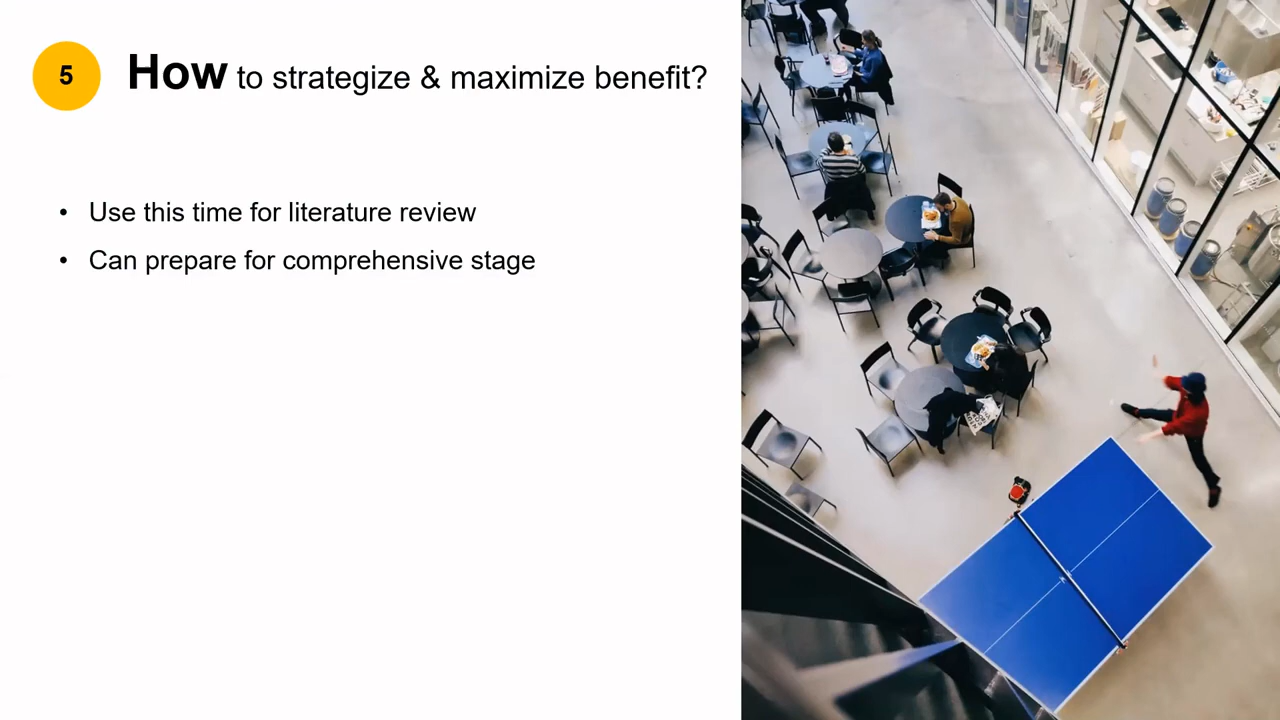 5
How to strategize & maximize benefit?
• Use this time for literature review
• Can prepare for comprehensive stage